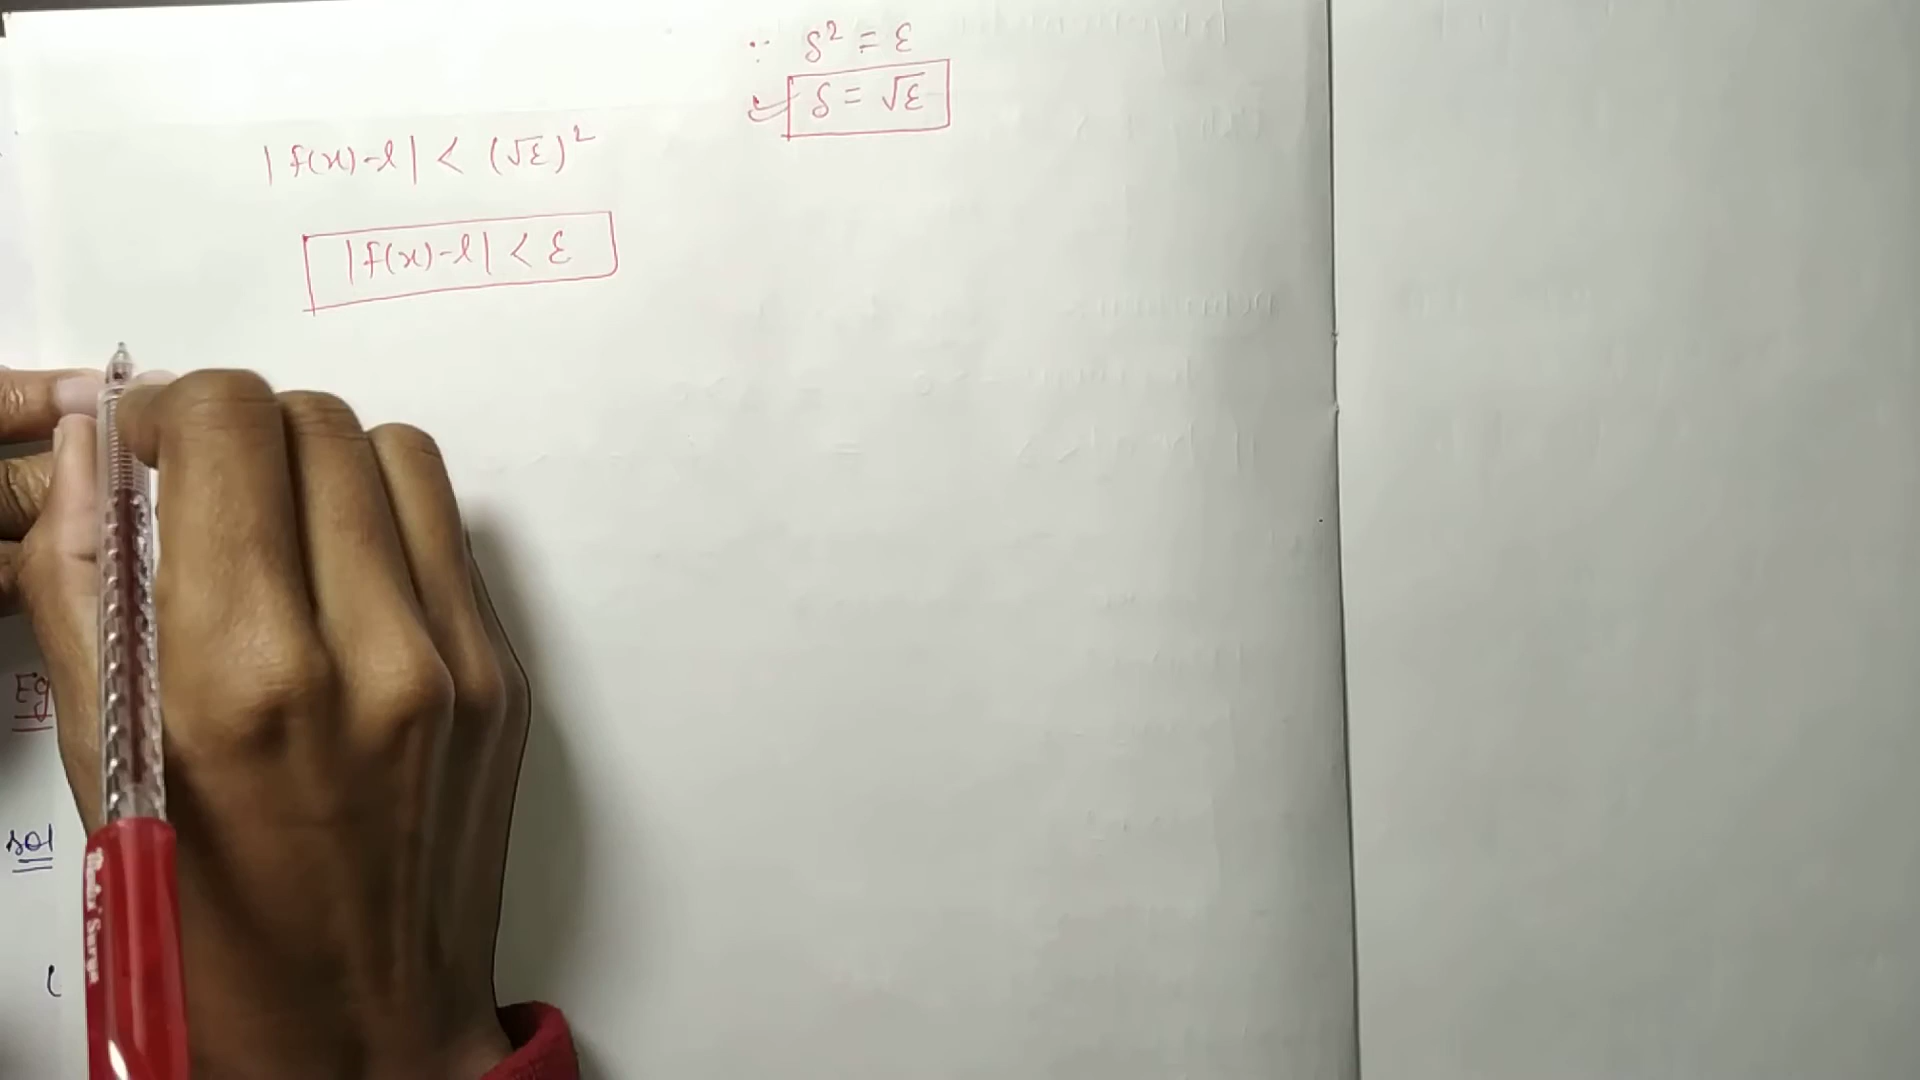 ∵ δ² = ε
δ = √ε
|f(x)-l| < (√ε)²
|f(x)-l| < ε
Eg
sol
(